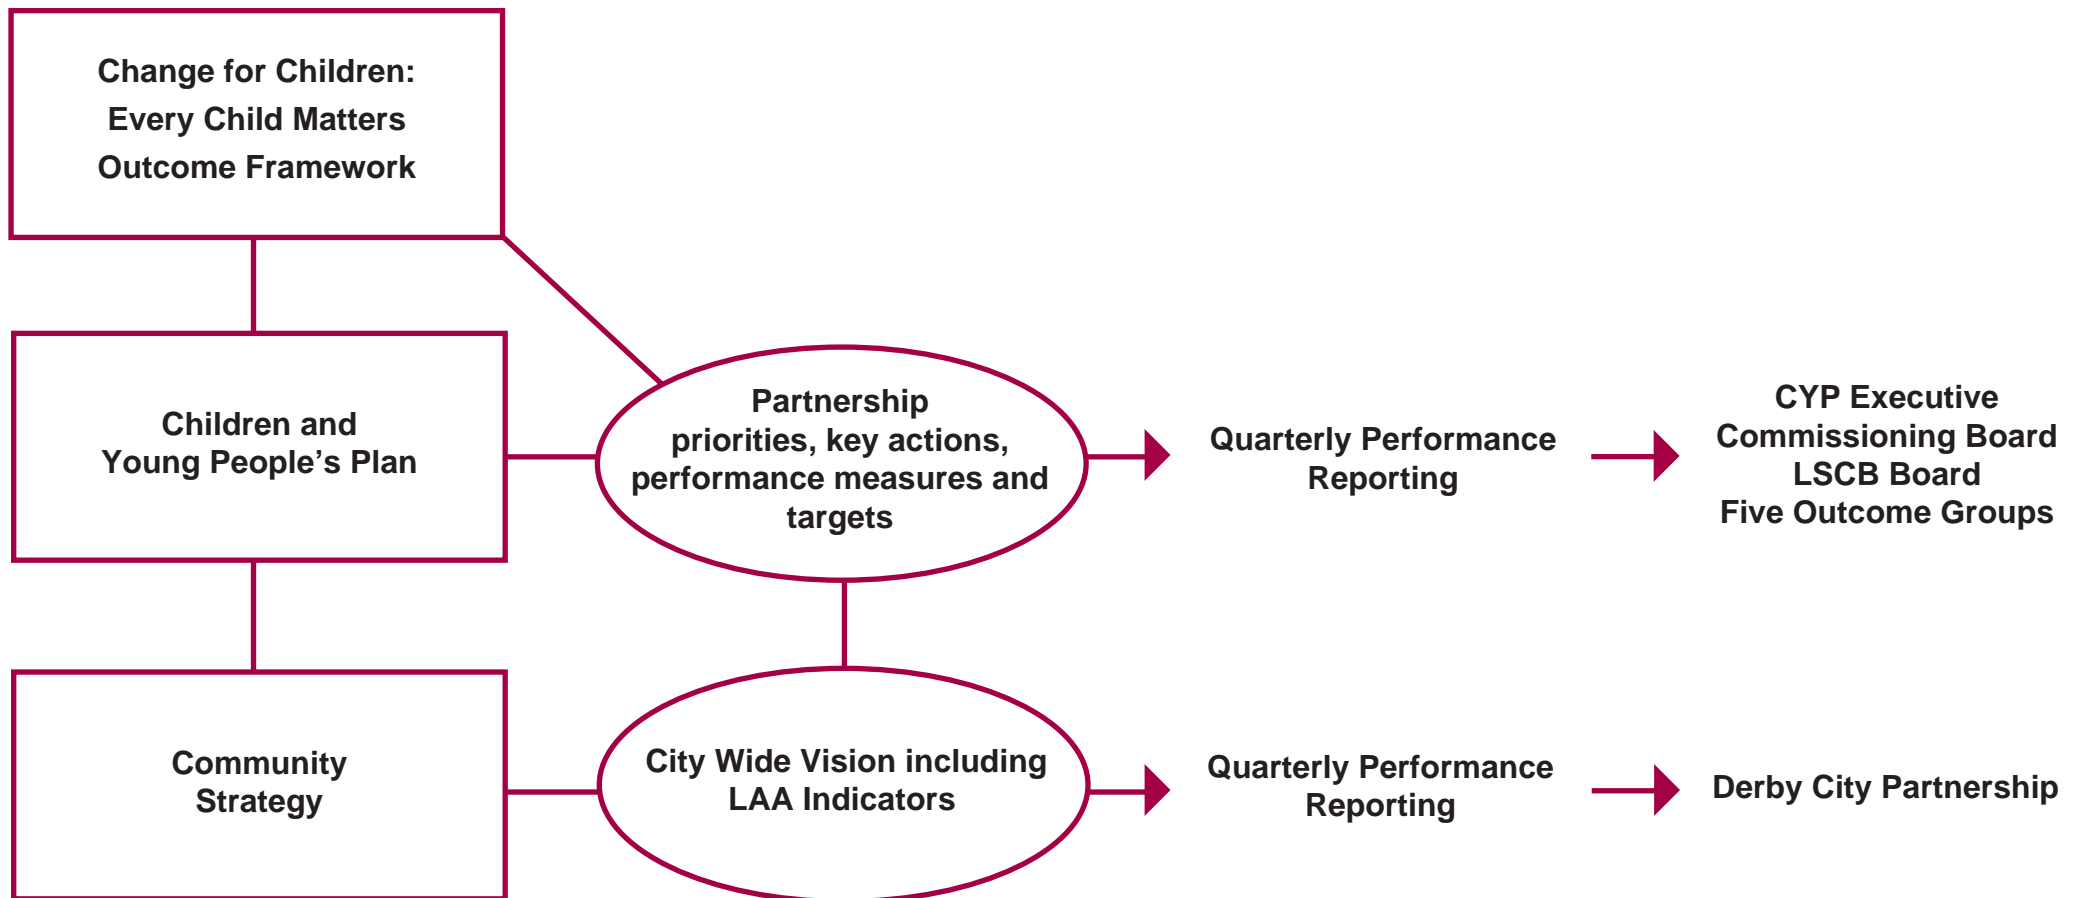 Change for Children:
Every Child Matters
Outcome Framework
Children and
Young People’s Plan
Partnership
priorities, key actions,
performance measures and
targets
Quarterly Performance
Reporting
CYP Executive
Commissioning Board
LSCB Board
Five Outcome Groups
Community
Strategy
City Wide Vision including
LAA Indicators
Quarterly Performance
Reporting
Derby City Partnership